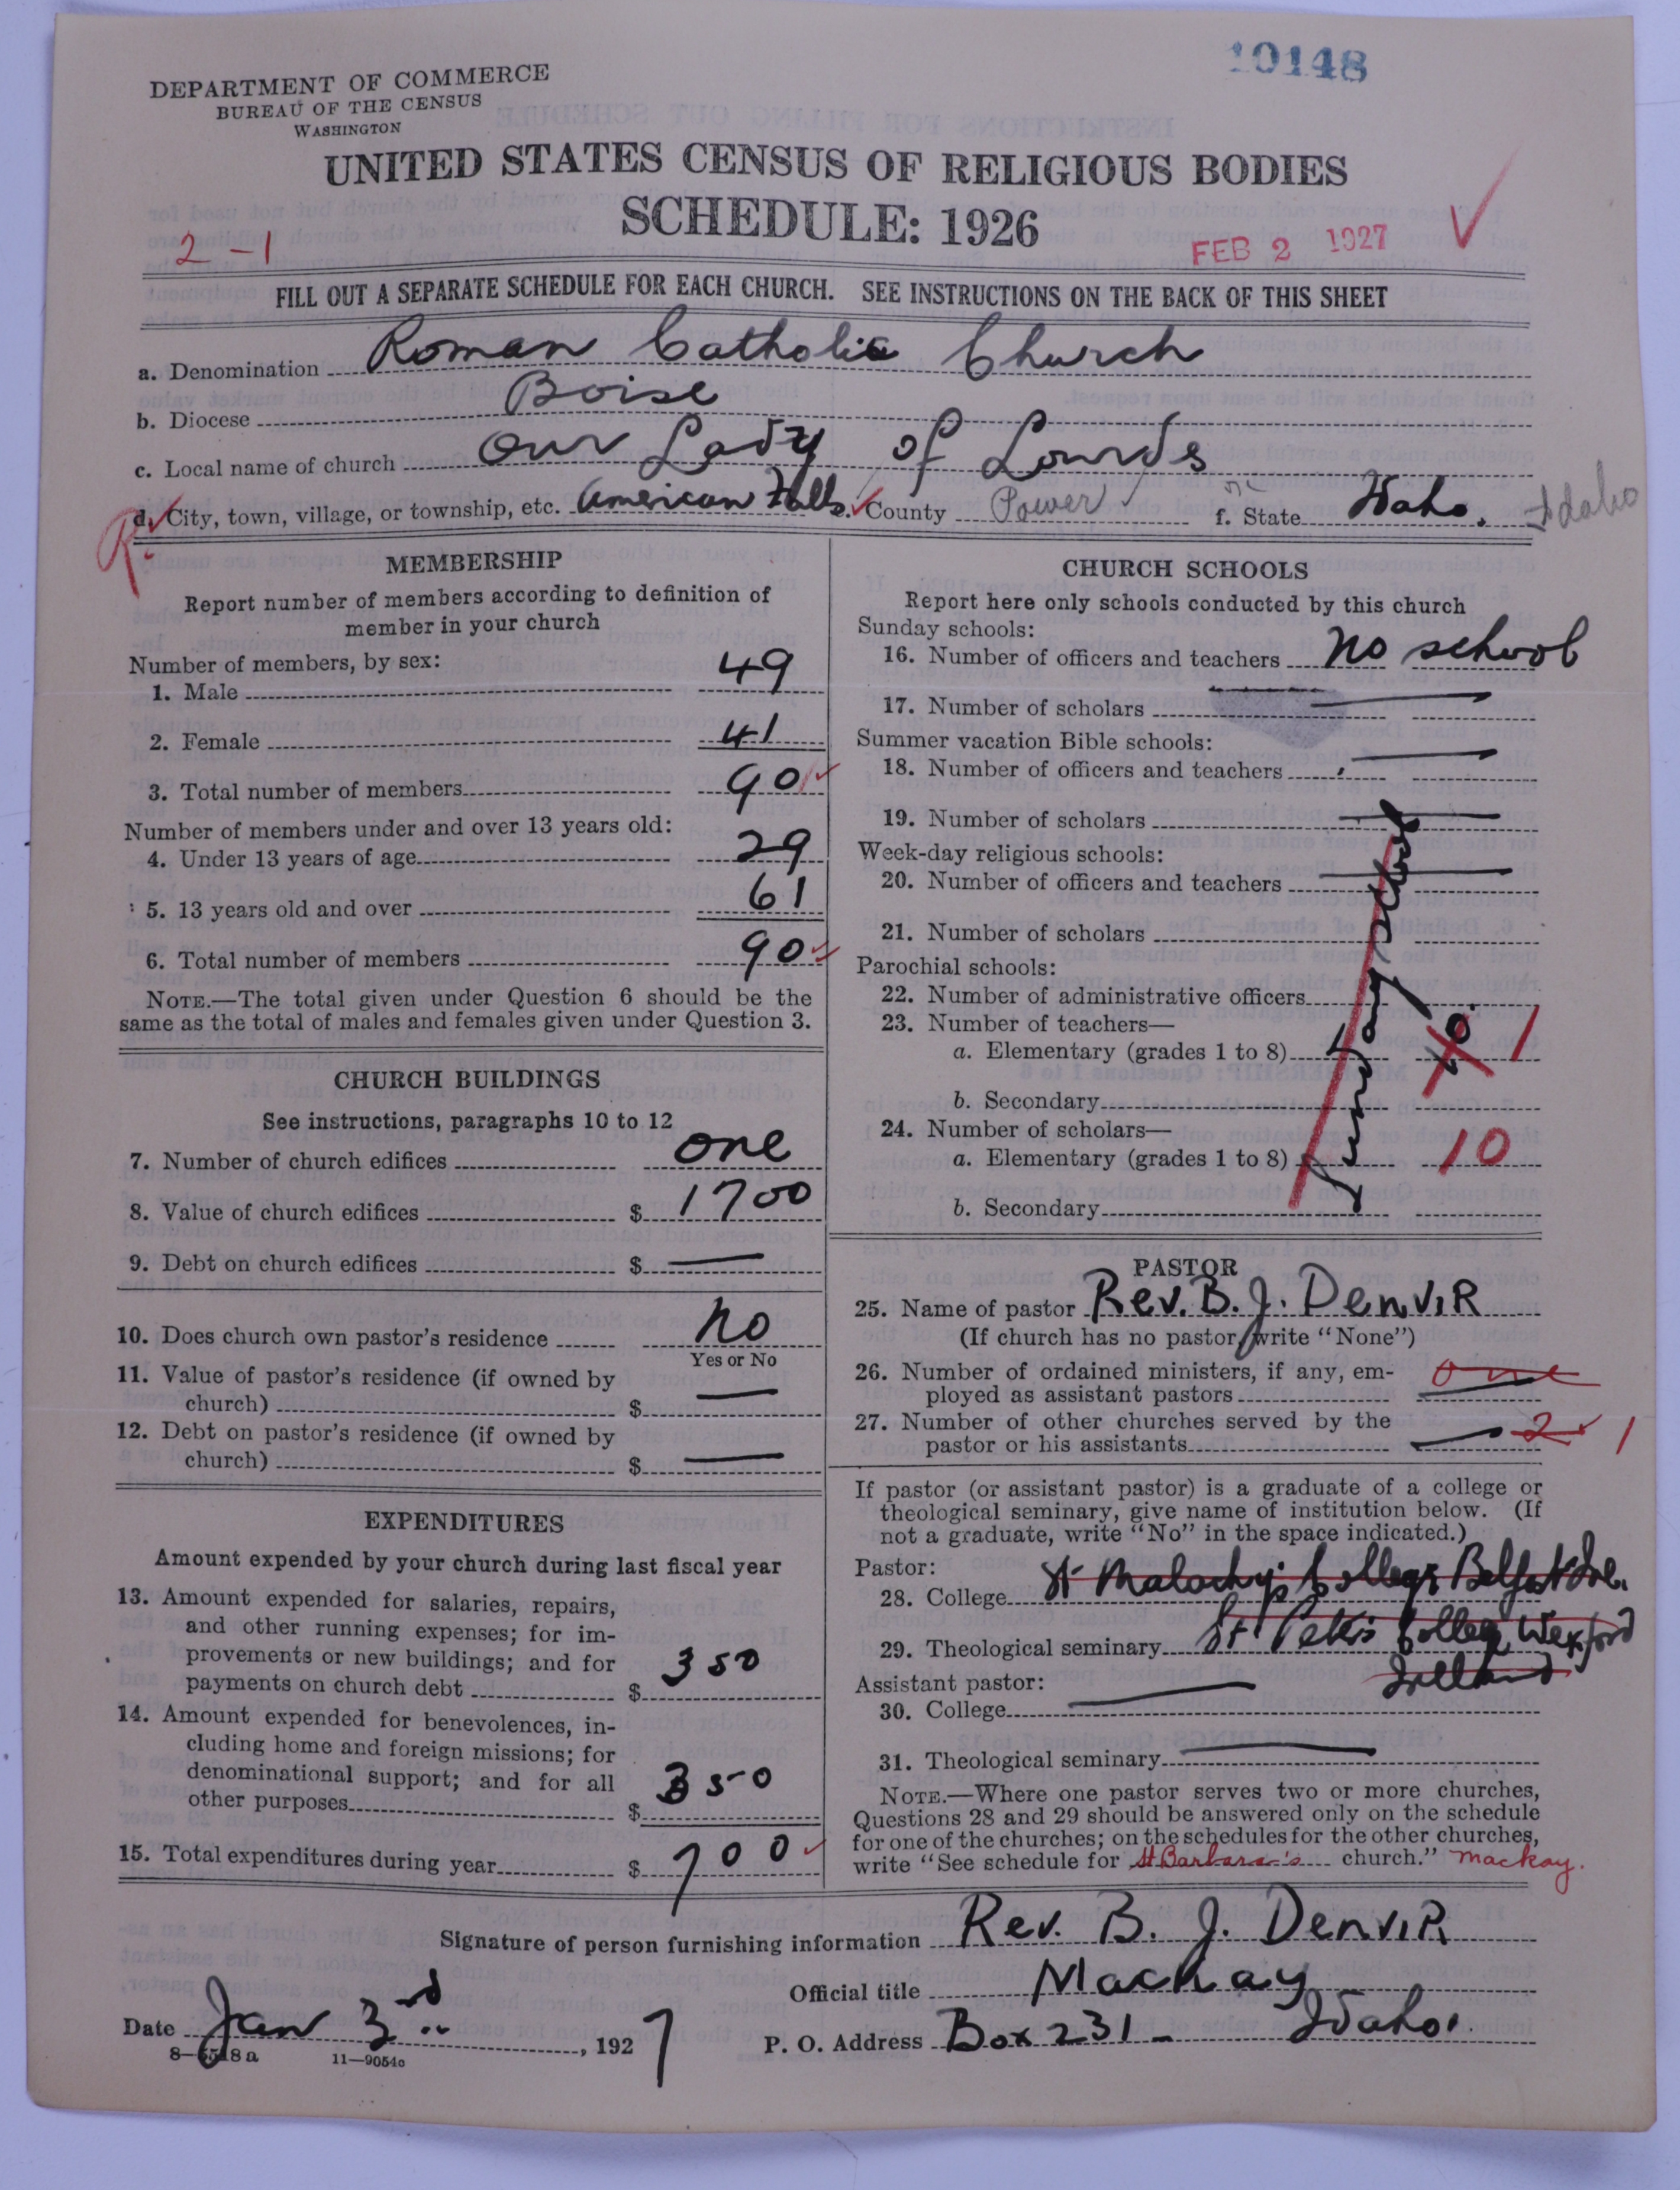 10148
DEPARTMENT OF COMMERCE
BUREAU OF THE CENSUS
WASHINGTON
UNITED STATES CENSUS OF RELIGIOUS BODIES
SCHEDULE: 1926
2-1
FEB 2 1927
FILL OUT A SEPARATE SCHEDULE FOR EACH CHURCH. SEE INSTRUCTIONS ON THE BACK OF THIS SHEET
a. Denomination Roman Catholic Church
b. Diocese Boise
c. Local name of church Our Lady of Lourds
d. City, town, village, or township, etc. American Falls e. County Power f. State Idaho. Idaho
R
MEMBERSHIP
Report number of members according to definition of
member in your church
Number of members, by sex:
1. Male 49
2. Female 41
3. Total number of members 90
Number of members under and over 13 years old:
4. Under 13 years of age 29
5. 13 years old and over 61
6. Total number of members 90
NOTE.—The total given under Question 6 should be the
same as the total of males and females given under Question 3.
CHURCH BUILDINGS
See instructions, paragraphs 10 to 12
7. Number of church edifices one
8. Value of church edifices $ 1700
9. Debt on church edifices $ —
10. Does church own pastor's residence no
Yes or No
11. Value of pastor's residence (if owned by
church) $ —
12. Debt on pastor's residence (if owned by
church) $ —
EXPENDITURES
Amount expended by your church during last fiscal year
13. Amount expended for salaries, repairs,
and other running expenses; for im-
provements or new buildings; and for
payments on church debt $ 350
14. Amount expended for benevolences, in-
cluding home and foreign missions; for
denominational support; and for all
other purposes $ 350
15. Total expenditures during year $ 700
CHURCH SCHOOLS
Report here only schools conducted by this church
Sunday schools:
16. Number of officers and teachers no school
17. Number of scholars —
Summer vacation Bible schools:
18. Number of officers and teachers —
19. Number of scholars —
Week-day religious schools:
20. Number of officers and teachers —
21. Number of scholars
Parochial schools:
22. Number of administrative officers
23. Number of teachers—
a. Elementary (grades 1 to 8) 1
b. Secondary
24. Number of scholars—
a. Elementary (grades 1 to 8) 10
b. Secondary
Sunday school
PASTOR
25. Name of pastor Rev. B. J. Denvir
(If church has no pastor, write "None")
26. Number of ordained ministers, if any, em-
ployed as assistant pastors one
27. Number of other churches served by the
pastor or his assistants — 2 1
If pastor (or assistant pastor) is a graduate of a college or
theological seminary, give name of institution below. (If
not a graduate, write "No" in the space indicated.)
Pastor:
28. College St Malachy's College Belfast Ire.
29. Theological seminary St Peters College Wexford
Ireland
Assistant pastor:
30. College —
31. Theological seminary —
NOTE.—Where one pastor serves two or more churches,
Questions 28 and 29 should be answered only on the schedule
for one of the churches; on the schedules for the other churches,
write "See schedule for St Barbara's church." Mackay.
Signature of person furnishing information Rev. B. J. Denvir
Official title Mackay
Date Jan 3rd, 1927 P. O. Address Box 231 - Idaho.
11—9054a